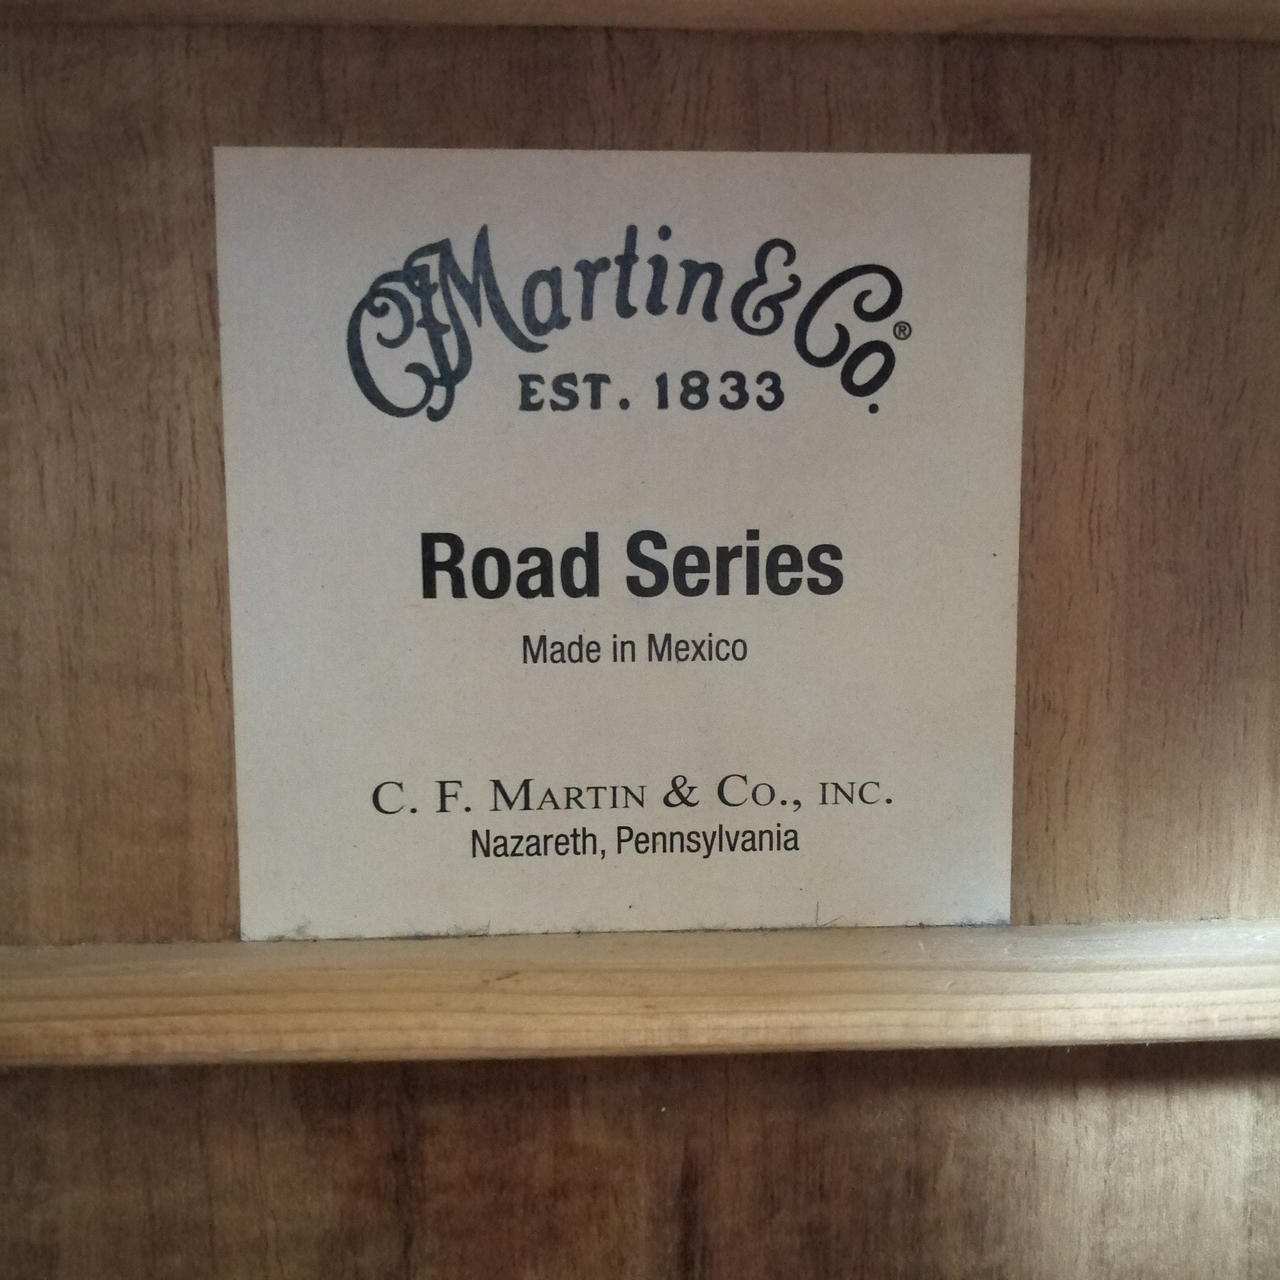 CFMartin & Co.®
EST. 1833
Road Series
Made in Mexico
C. F. MARTIN & CO., INC.
Nazareth, Pennsylvania